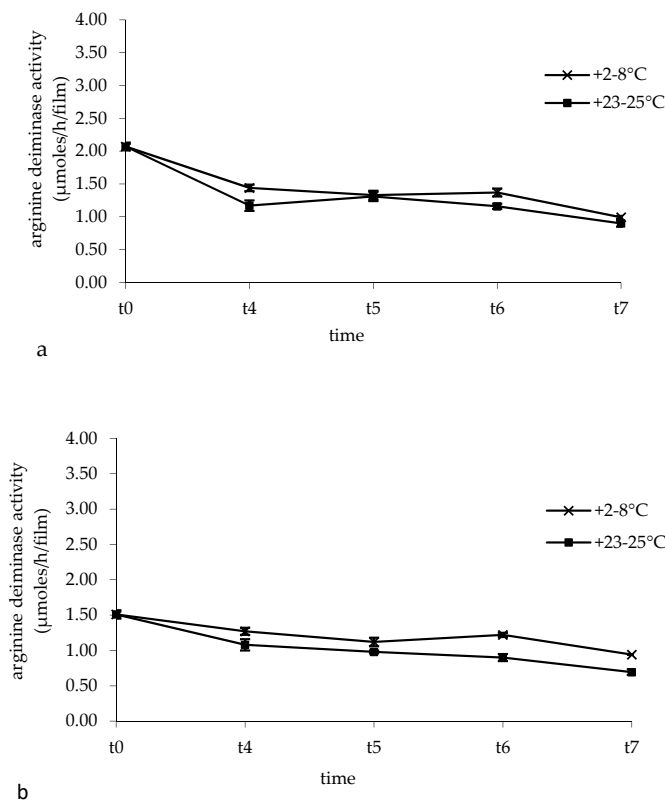 4.00
3.50
3.00
2.50
2.00
1.50
1.00
0.50
0.00
arginine deiminase activity
(µmoles/h/film)
+2-8°C
+23-25°C
t0 t4 t5 t6 t7
time
a
4.00
3.50
3.00
2.50
2.00
1.50
1.00
0.50
0.00
arginine deiminase activity
(µmoles/h/film)
+2-8°C
+23-25°C
t0 t4 t5 t6 t7
time
b